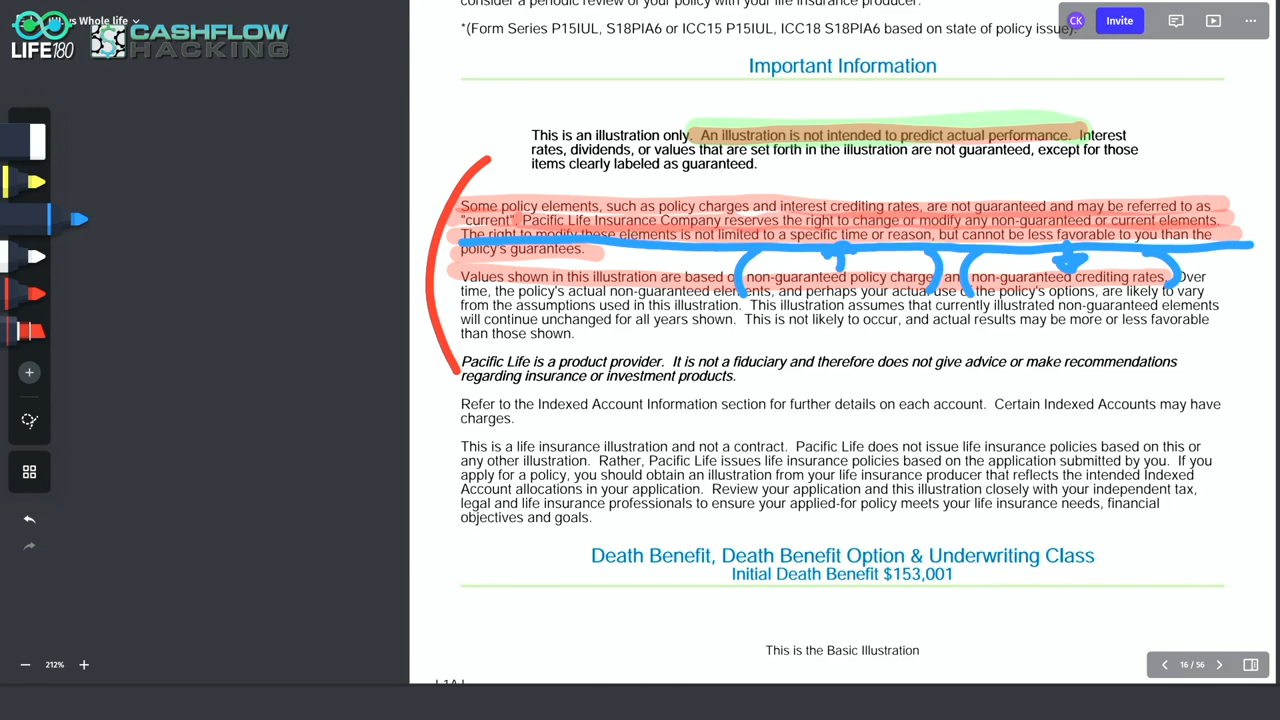 Whole life
LIFE180
$ CASHFLOW
HACKING
CK
Invite
consider a periodic review of your policy with your life insurance producer.
*(Form Series P15IUL, S18PIA6 or ICC15 P15IUL, ICC18 S18PIA6 based on state of policy issue).
Important Information
This is an illustration only. An illustration is not intended to predict actual performance. Interest
rates, dividends, or values that are set forth in the illustration are not guaranteed, except for those
items clearly labeled as guaranteed.
Some policy elements, such as policy charges and interest crediting rates, are not guaranteed and may be referred to as
"current". Pacific Life Insurance Company reserves the right to change or modify any non-guaranteed or current elements.
The right to modify these elements is not limited to a specific time or reason, but cannot be less favorable to you than the
policy's guarantees.
Values shown in this illustration are based on non-guaranteed policy charges and non-guaranteed crediting rates. Over
time, the policy's actual non-guaranteed elements, and perhaps your actual use of the policy's options, are likely to vary
from the assumptions used in this illustration. This illustration assumes that currently illustrated non-guaranteed elements
will continue unchanged for all years shown. This is not likely to occur, and actual results may be more or less favorable
than those shown.
Pacific Life is a product provider. It is not a fiduciary and therefore does not give advice or make recommendations
regarding insurance or investment products.
Refer to the Indexed Account Information section for further details on each account. Certain Indexed Accounts may have
charges.
This is a life insurance illustration and not a contract. Pacific Life does not issue life insurance policies based on this or
any other illustration. Rather, Pacific Life issues life insurance policies based on the application submitted by you. If you
apply for a policy, you should obtain an illustration from your life insurance producer that reflects the intended Indexed
Account allocations in your application. Review your application and this illustration closely with your independent tax,
legal and life insurance professionals to ensure your applied-for policy meets your life insurance needs, financial
objectives and goals.
Death Benefit, Death Benefit Option & Underwriting Class
Initial Death Benefit $153,001
This is the Basic Illustration
212%
16 / 56